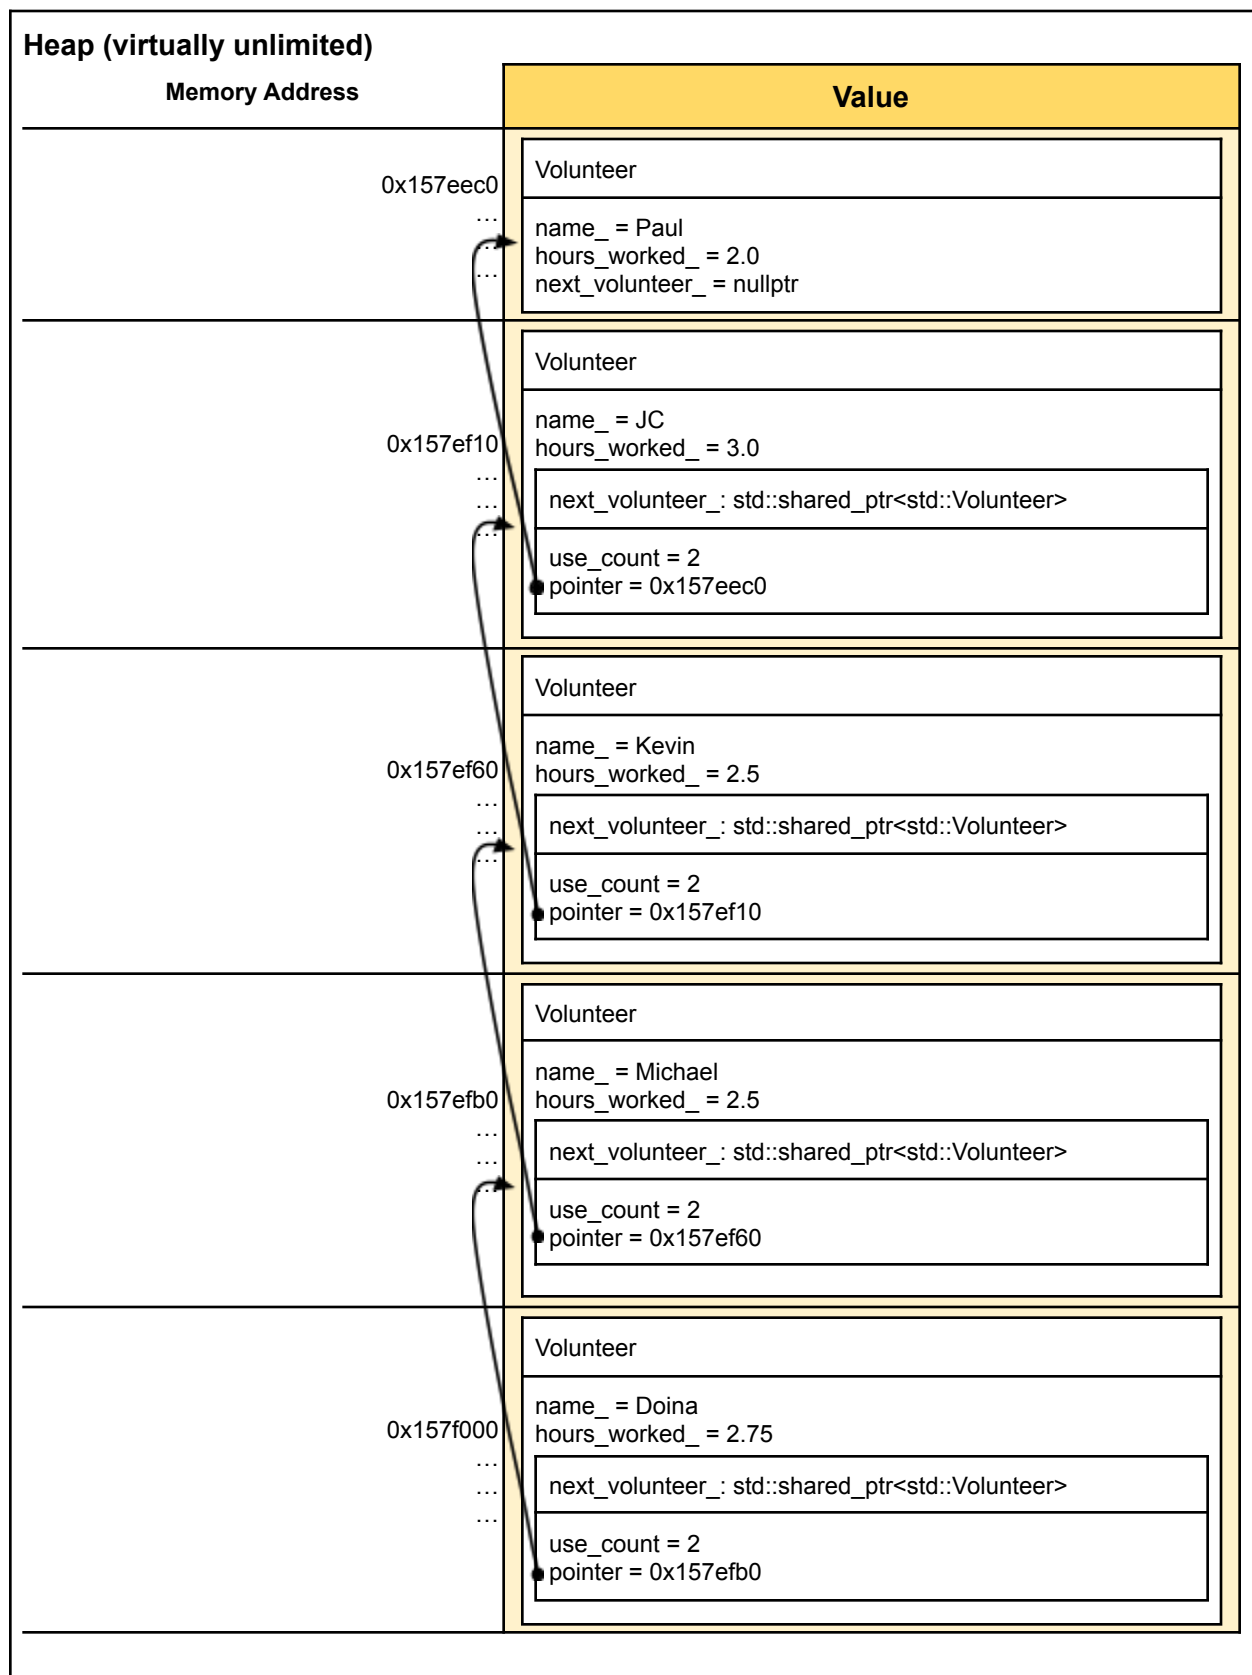 Heap (virtually unlimited)
Memory Address
Value
0x157eec0
…
…
…
Volunteer
name_ = Paul
hours_worked_ = 2.0
next_volunteer_ = nullptr
0x157ef10
…
…
…
Volunteer
name_ = JC
hours_worked_ = 3.0
next_volunteer_: std::shared_ptr<std::Volunteer>
use_count = 2
pointer = 0x157eec0
0x157ef60
…
…
…
Volunteer
name_ = Kevin
hours_worked_ = 2.5
next_volunteer_: std::shared_ptr<std::Volunteer>
use_count = 2
pointer = 0x157ef10
0x157efb0
…
…
…
Volunteer
name_ = Michael
hours_worked_ = 2.5
next_volunteer_: std::shared_ptr<std::Volunteer>
use_count = 2
pointer = 0x157ef60
0x157f000
…
…
…
Volunteer
name_ = Doina
hours_worked_ = 2.75
next_volunteer_: std::shared_ptr<std::Volunteer>
use_count = 2
pointer = 0x157efb0